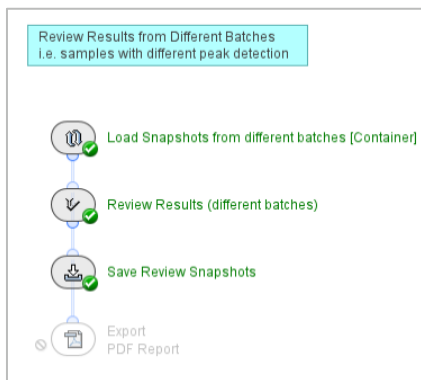 Review Results from Different Batches
i.e. samples with different peak detection
Load Snapshots from different batches [Container]
Review Results (different batches)
Save Review Snapshots
Export
PDF Report